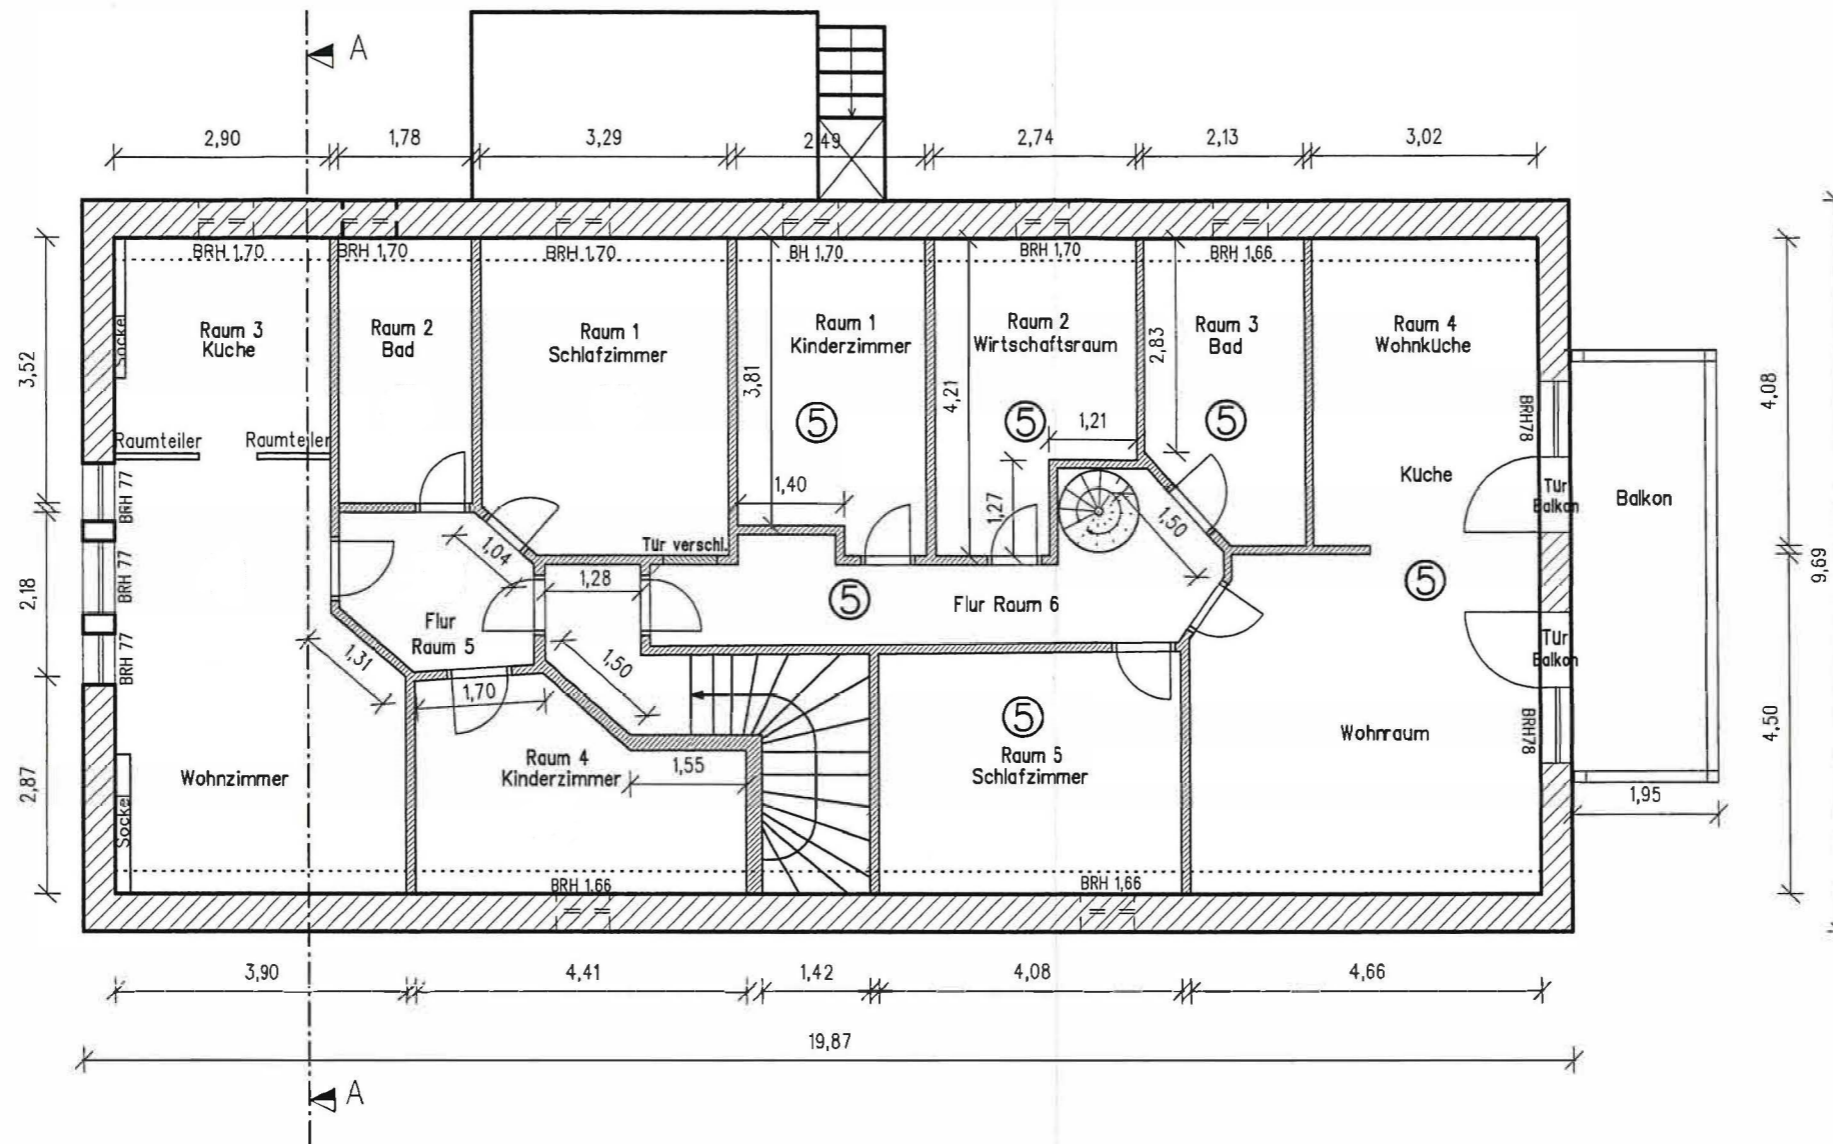 A
2,90
1,78
3,29
2,49
2,74
2,13
3,02
BRH 1,70
BRH 1,70
BRH 1,70
BH 1,70
BRH 1,70
BRH 1,66
Raum 3
Küche
Raum 2
Bad
Raum 1
Schlafzimmer
Raum 1
Kinderzimmer
Raum 2
Wirtschaftsraum
Raum 3
Bad
Raum 4
Wohnküche
Sockel
3,52
3,81
4,21
2,83
4,08
5
5
5
1,21
BRH78
Raumteiler
Raumteiler
Küche
Tür
Balkon
Balkon
BRH 77
1,40
1,27
1,50
1,04
Tür verschl.
1,28
BRH 77
2,18
9,69
5
Flur Raum 6
5
Flur
Raum 5
BRH 77
1,31
1,50
1,70
Tür
Balkon
5
Raum 5
Schlafzimmer
Wohnraum
BRH78
4,50
Wohnzimmer
Raum 4
Kinderzimmer
1,55
2,87
Sockel
1,95
BRH 1,66
BRH 1,66
3,90
4,41
1,42
4,08
4,66
19,87
A